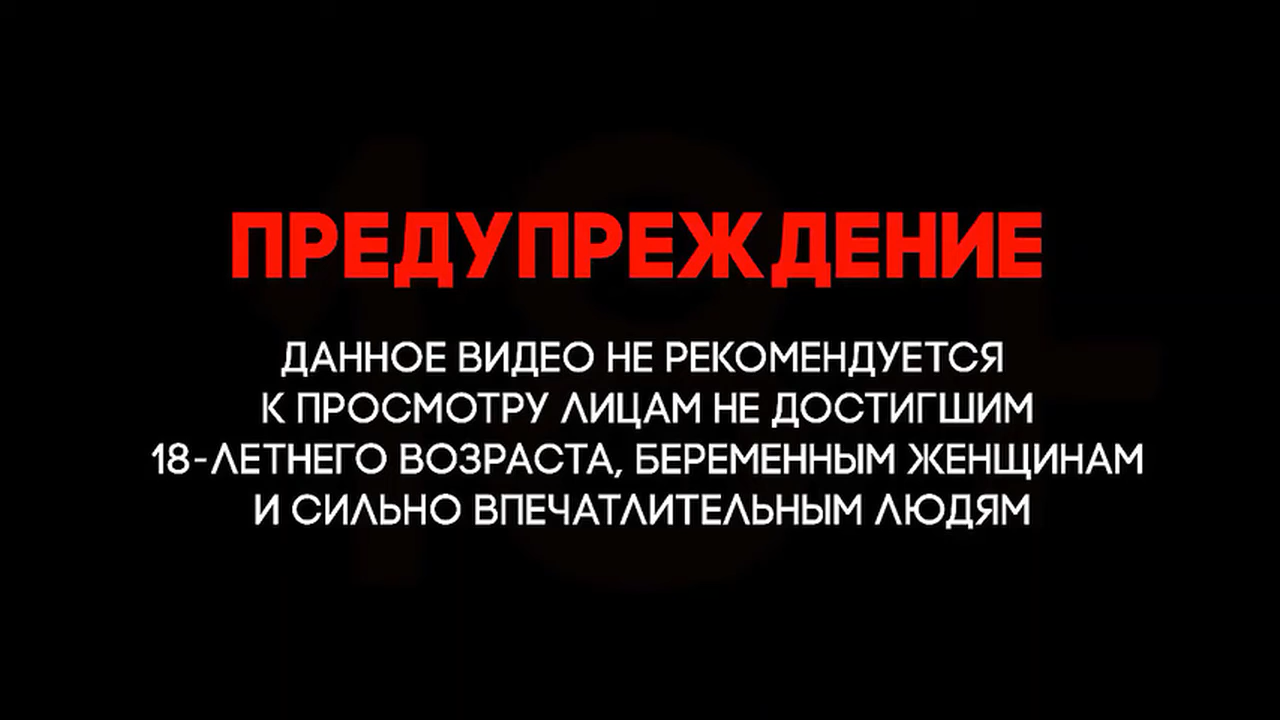 ПРЕДУПРЕЖДЕНИЕ
ДАННОЕ ВИДЕО НЕ РЕКОМЕНДУЕТСЯ
К ПРОСМОТРУ ЛИЦАМ НЕ ДОСТИГШИМ
18-ЛЕТНЕГО ВОЗРАСТА, БЕРЕМЕННЫМ ЖЕНЩИНАМ
И СИЛЬНО ВПЕЧАТЛИТЕЛЬНЫМ ЛЮДЯМ